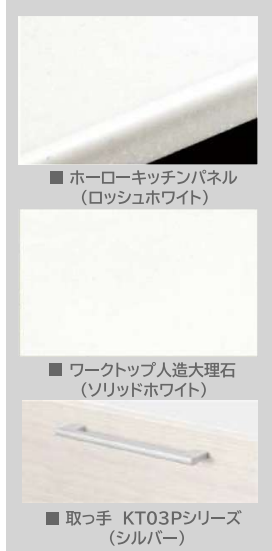 ■ ホーローキッチンパネル
（ロッシュホワイト）
■ ワークトップ人造大理石
（ソリッドホワイト）
■ 取っ手 KT03Pシリーズ
（シルバー）